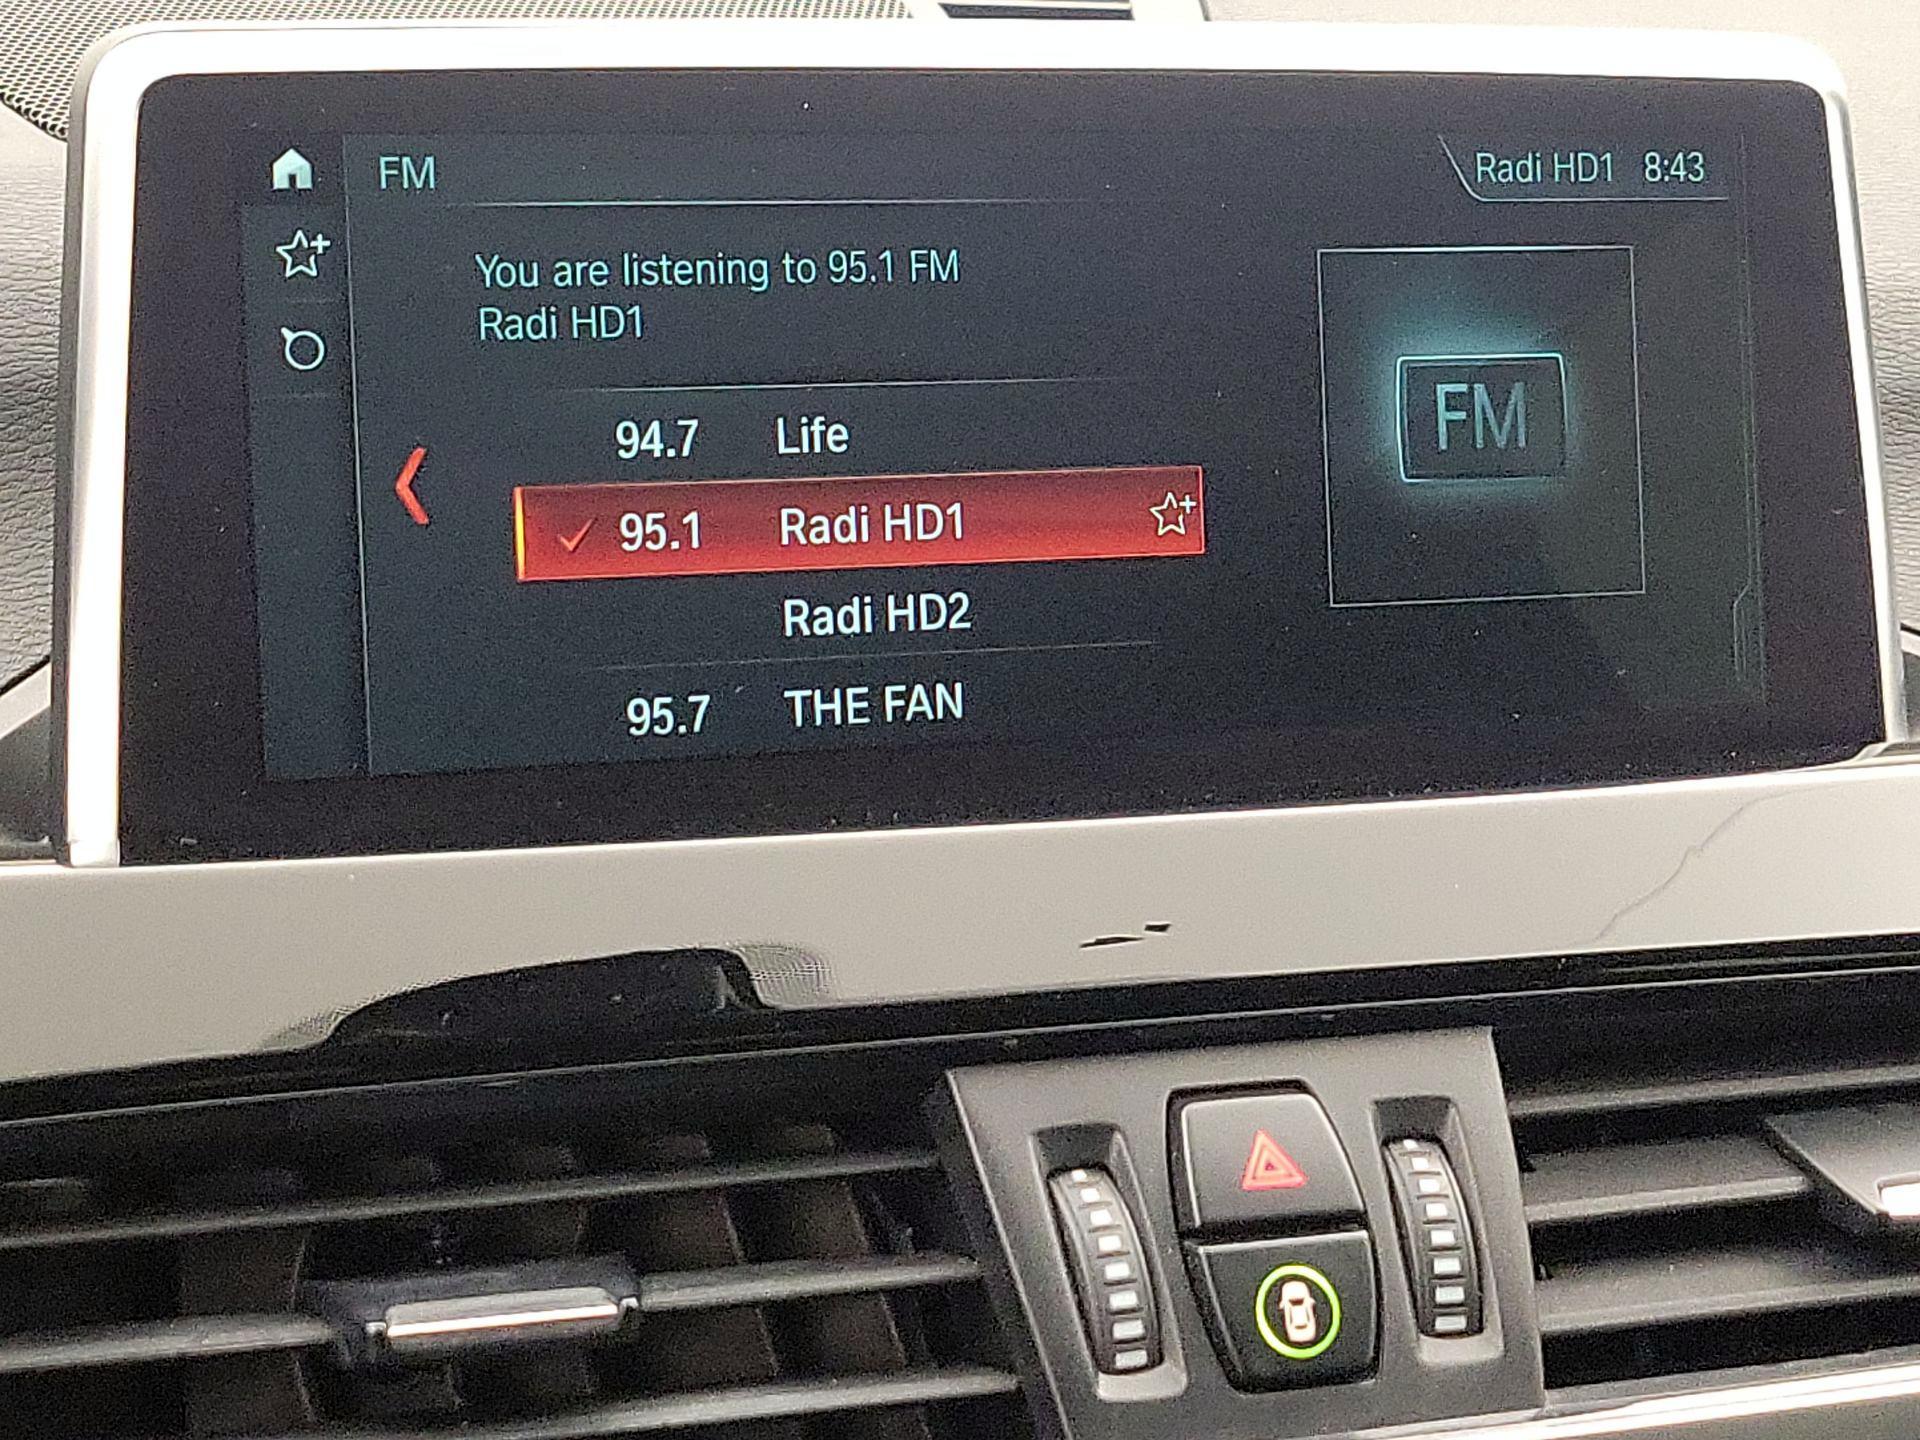 FM
Radi HD1 8:43
You are listening to 95.1 FM
Radi HD1
FM
94.7 Life
95.1 Radi HD1
Radi HD2
95.7 THE FAN